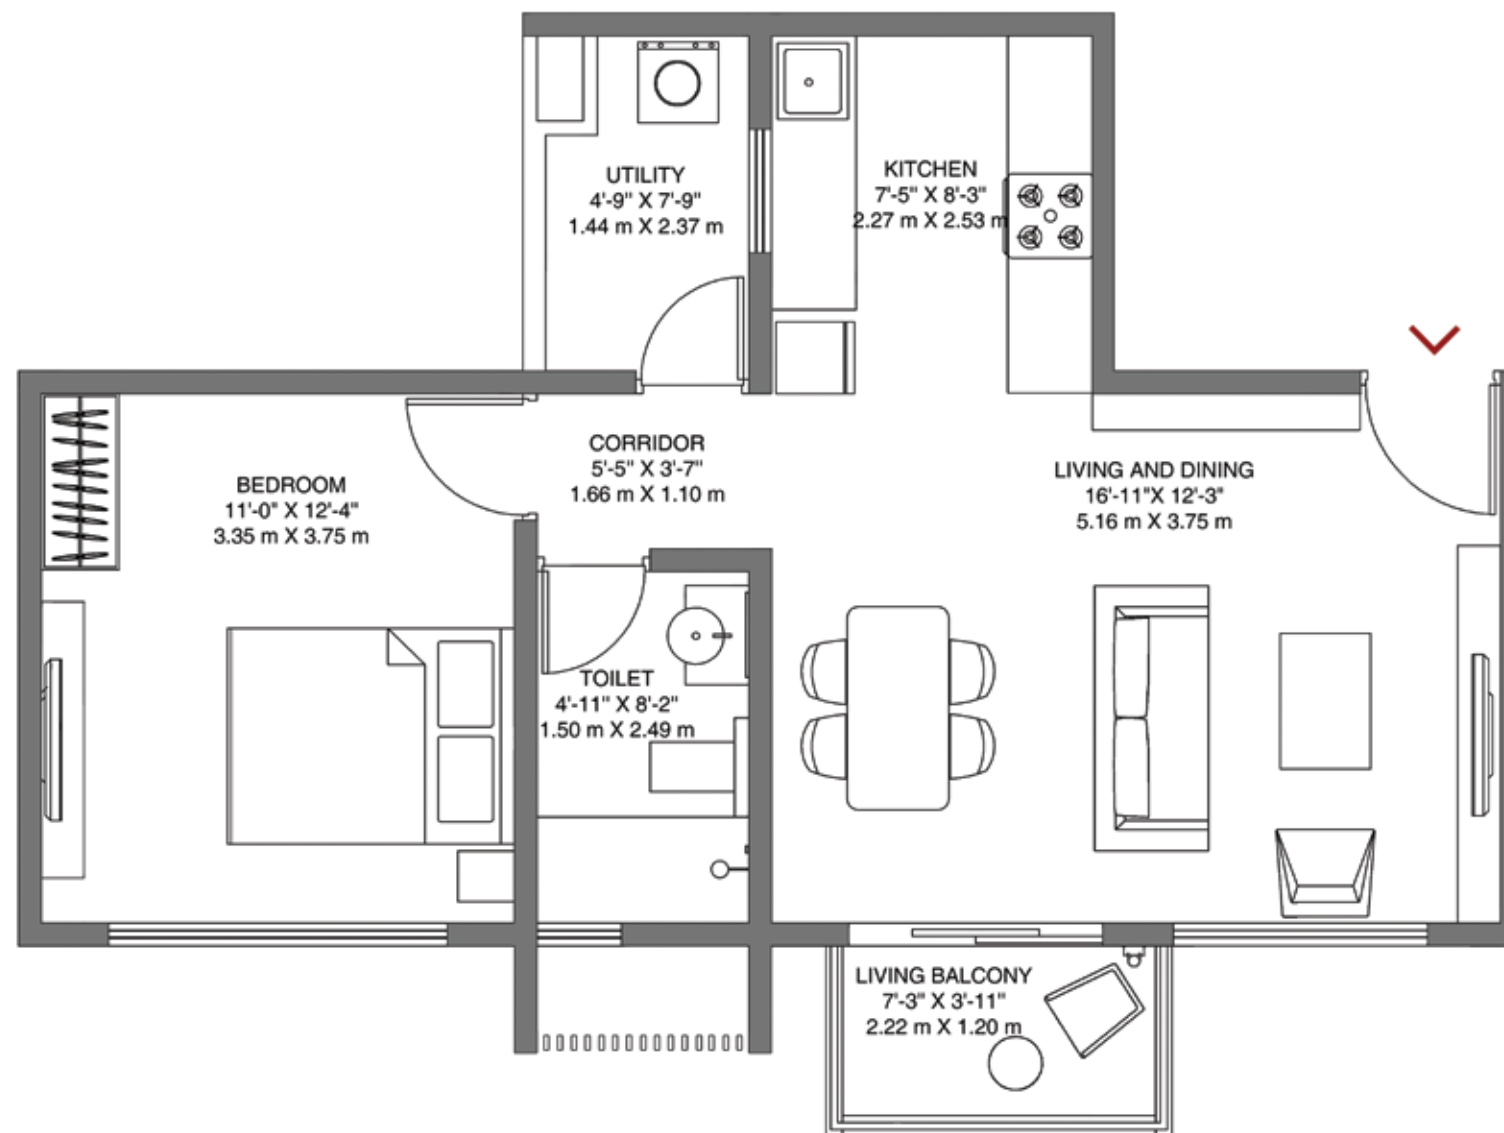 UTILITY
4'-9" X 7'-9"
1.44 m X 2.37 m
KITCHEN
7'-5" X 8'-3"
2.27 m X 2.53 m
CORRIDOR
5'-5" X 3'-7"
1.66 m X 1.10 m
BEDROOM
11'-0" X 12'-4"
3.35 m X 3.75 m
LIVING AND DINING
16'-11"X 12'-3"
5.16 m X 3.75 m
TOILET
4'-11" X 8'-2"
1.50 m X 2.49 m
LIVING BALCONY
7'-3" X 3'-11"
2.22 m X 1.20 m